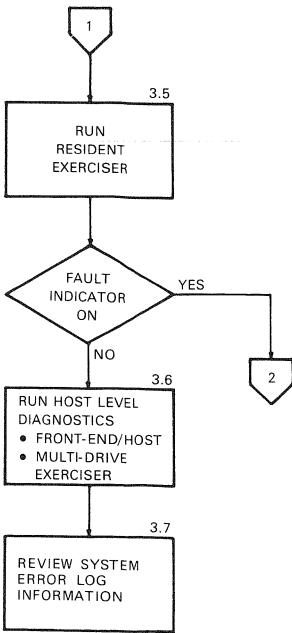 1
3.5
RUN
RESIDENT
EXERCISER
FAULT
INDICATOR
ON
YES
NO
2
3.6
RUN HOST LEVEL
DIAGNOSTICS
● FRONT-END/HOST
● MULTI-DRIVE
EXERCISER
3.7
REVIEW SYSTEM
ERROR LOG
INFORMATION